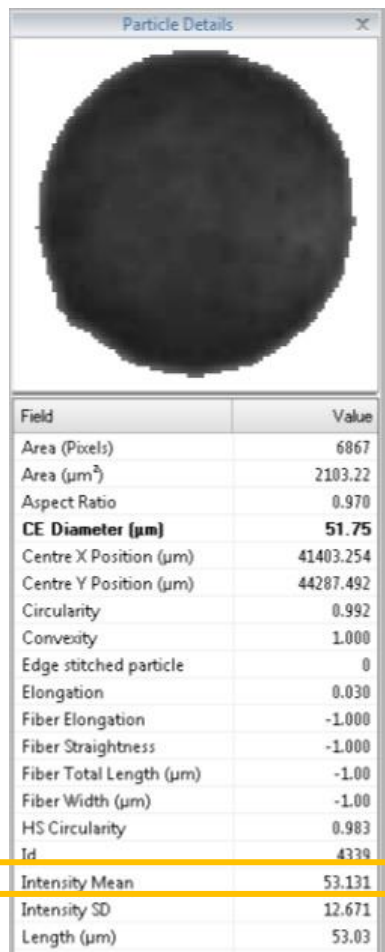 Particle Details X
Field Value
Area (Pixels) 6867
Area (µm²) 2103.22
Aspect Ratio 0.970
CE Diameter (µm) 51.75
Centre X Position (µm) 41403.254
Centre Y Position (µm) 44287.492
Circularity 0.992
Convexity 1.000
Edge stitched particle 0
Elongation 0.030
Fiber Elongation -1.000
Fiber Straightness -1.000
Fiber Total Length (µm) -1.00
Fiber Width (µm) -1.00
HS Circularity 0.983
Id 4339
Intensity Mean 53.131
Intensity SD 12.671
Length (µm) 53.03